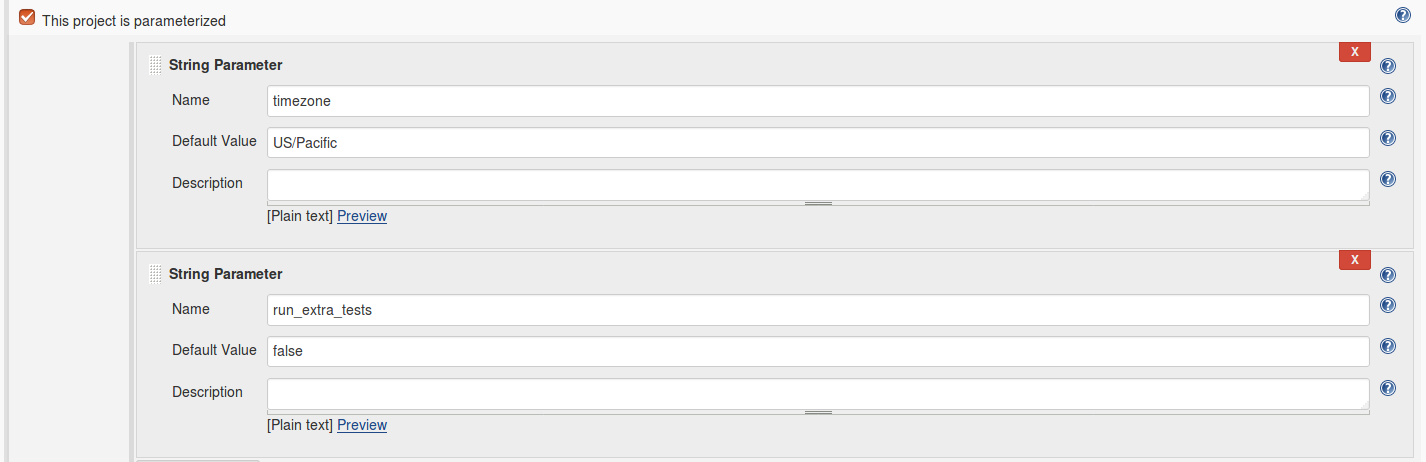 This project is parameterized
?
X
String Parameter
?
Name timezone ?
Default Value US/Pacific ?
Description ?
[Plain text] Preview
X
String Parameter
?
Name run_extra_tests ?
Default Value false ?
Description ?
[Plain text] Preview